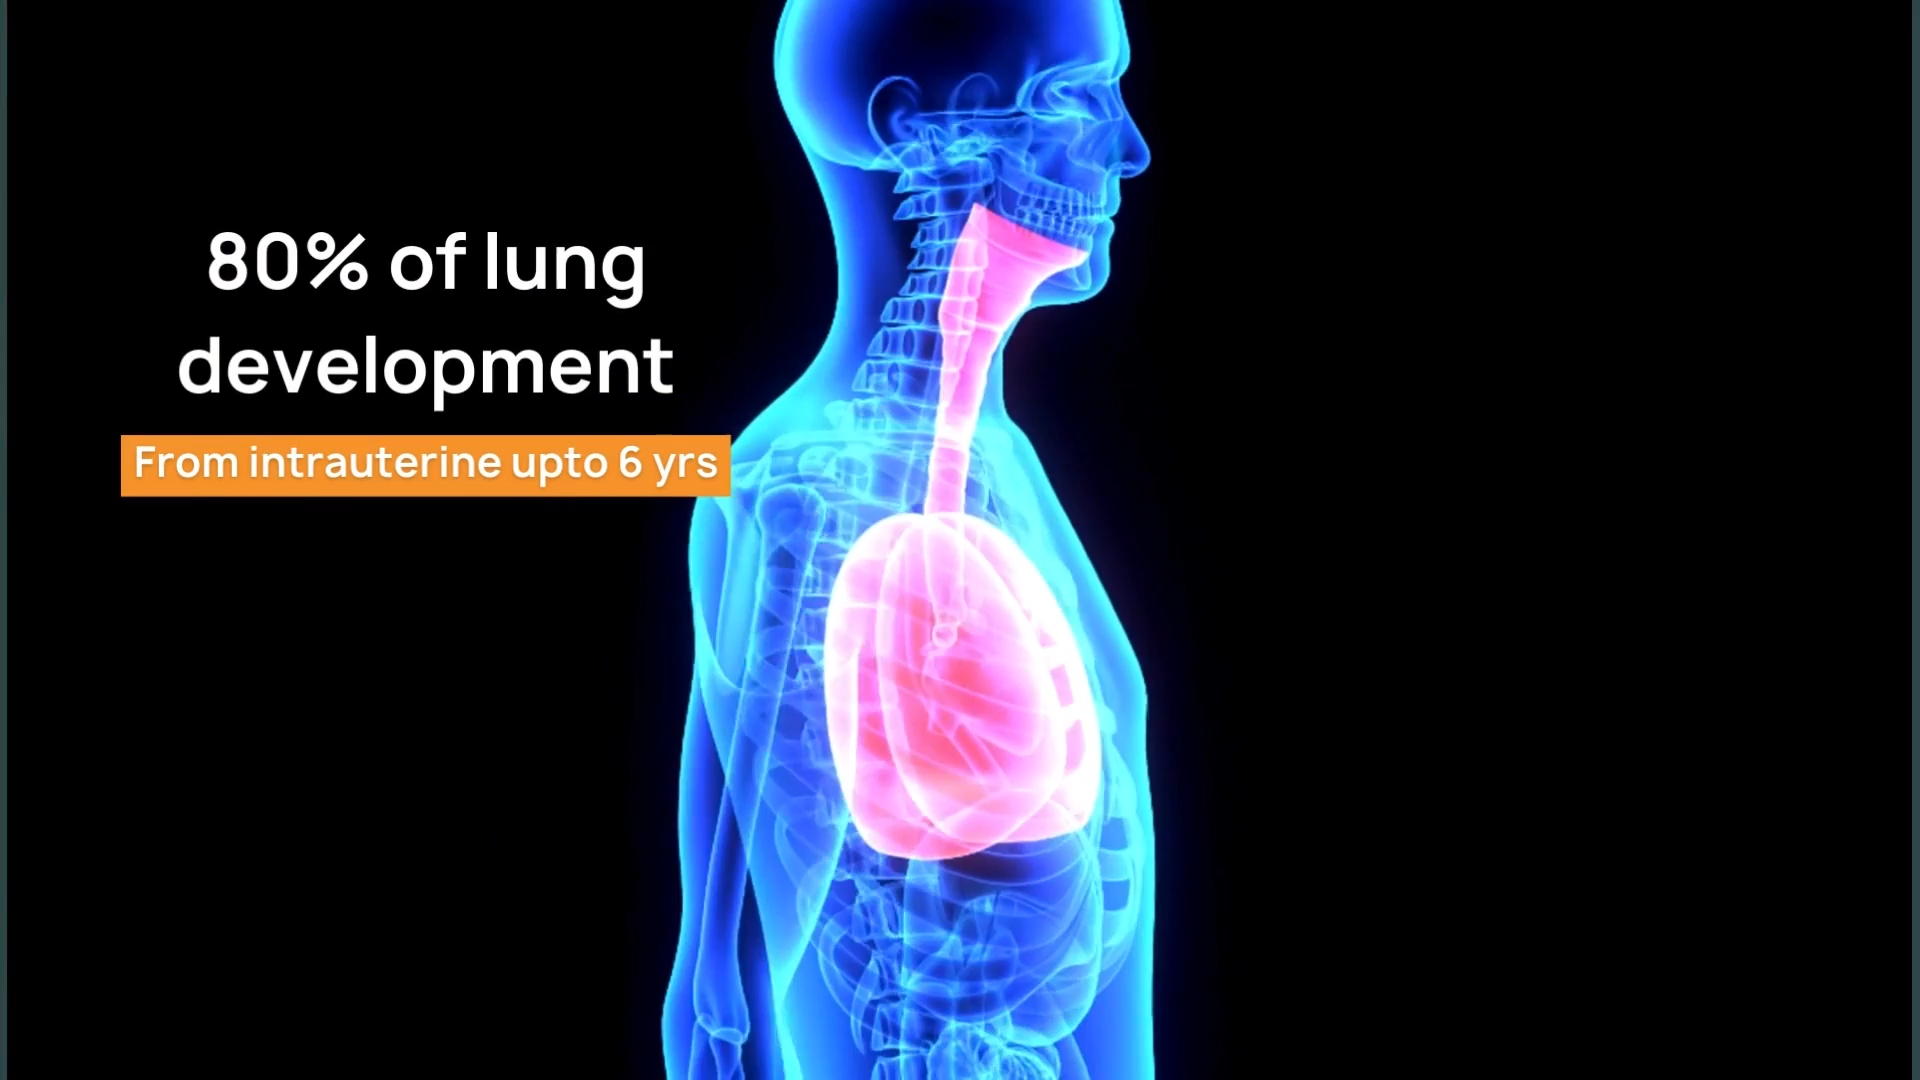 80% of lung
development
From intrauterine upto 6 yrs